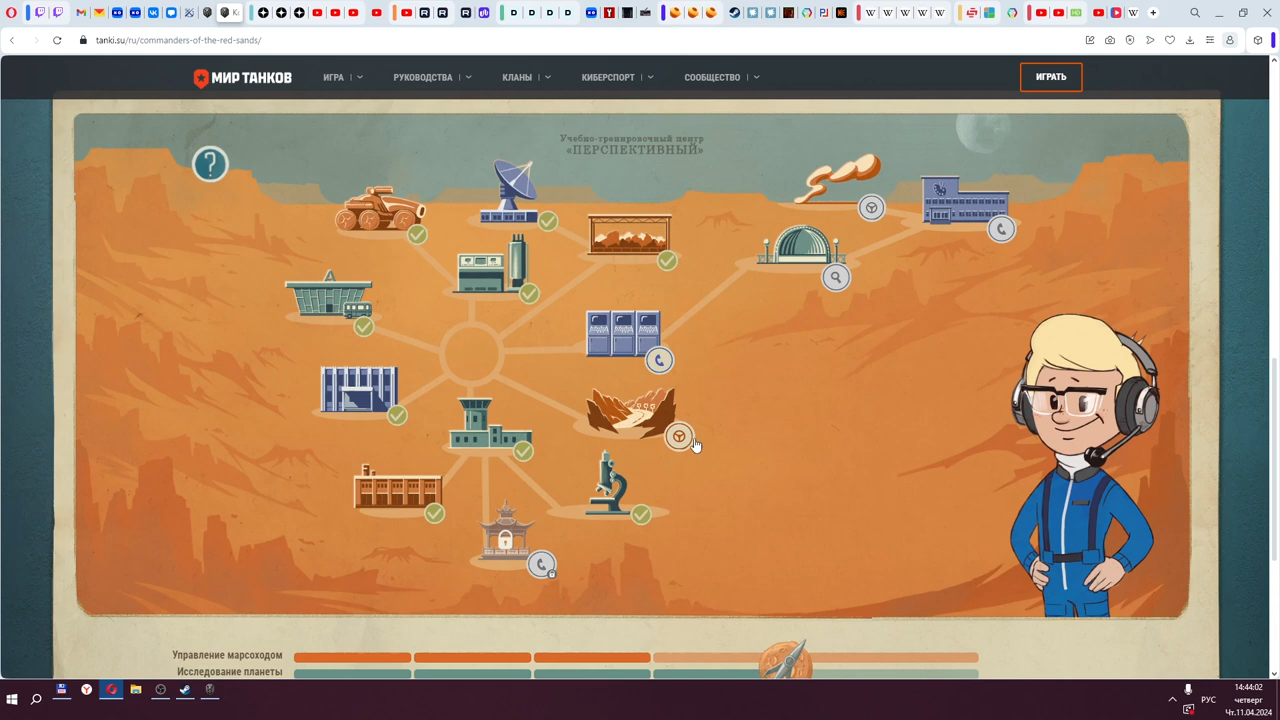 tanki.su/ru/commanders-of-the-red-sands/
МИР ТАНКОВ
ИГРА
РУКОВОДСТВА
КЛАНЫ
КИБЕРСПОРТ
СООБЩЕСТВО
ИГРАТЬ
Учебно-тренировочный центр
«ПЕРСПЕКТИВНЫЙ»
?
Управление марсоходом
Исследование планеты
РУС
14:44:02
четверг
Чт.11.04.2024